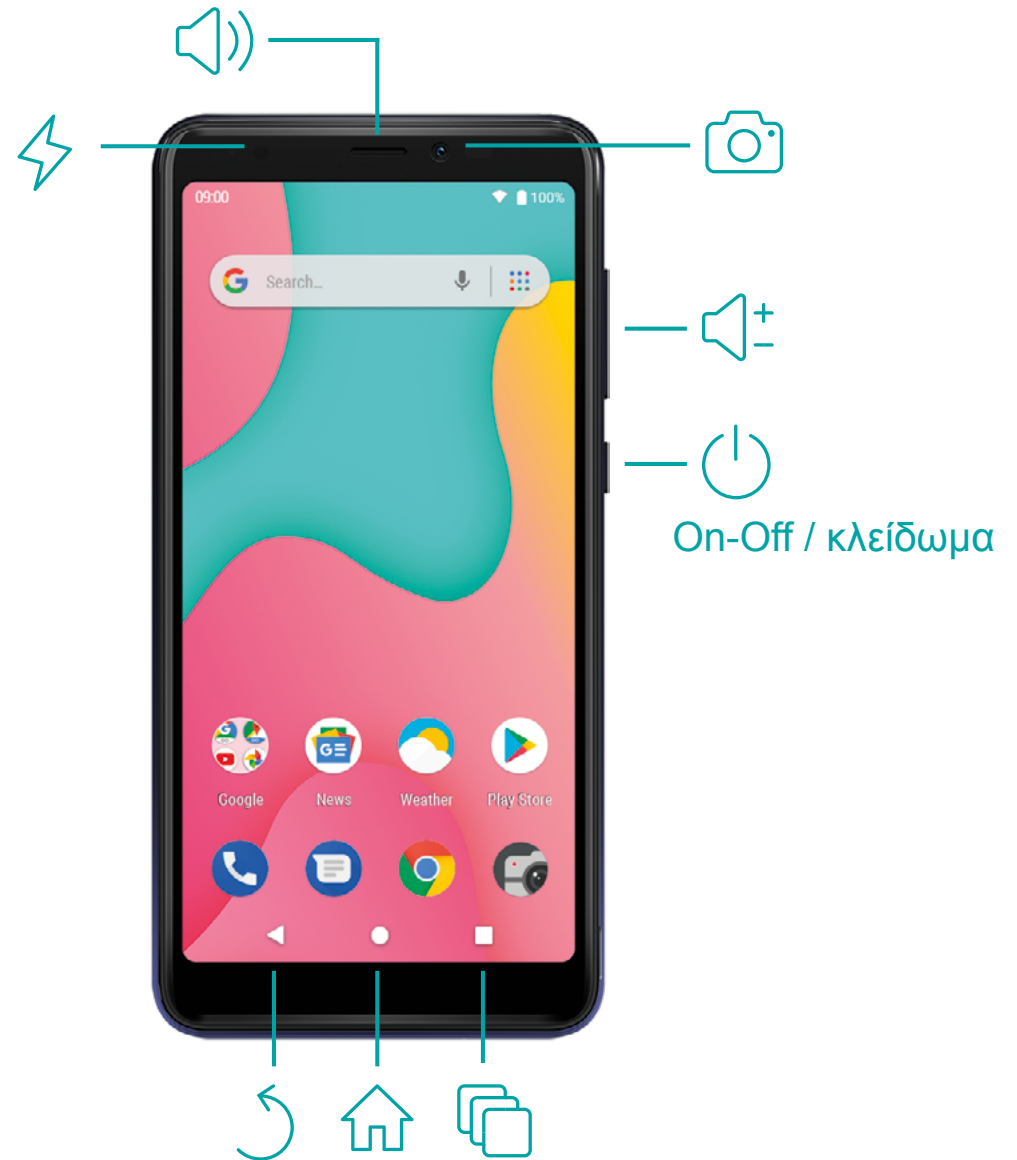 09:00 100%
Search...
Google News Weather Play Store
On-Off / κλείδωμα